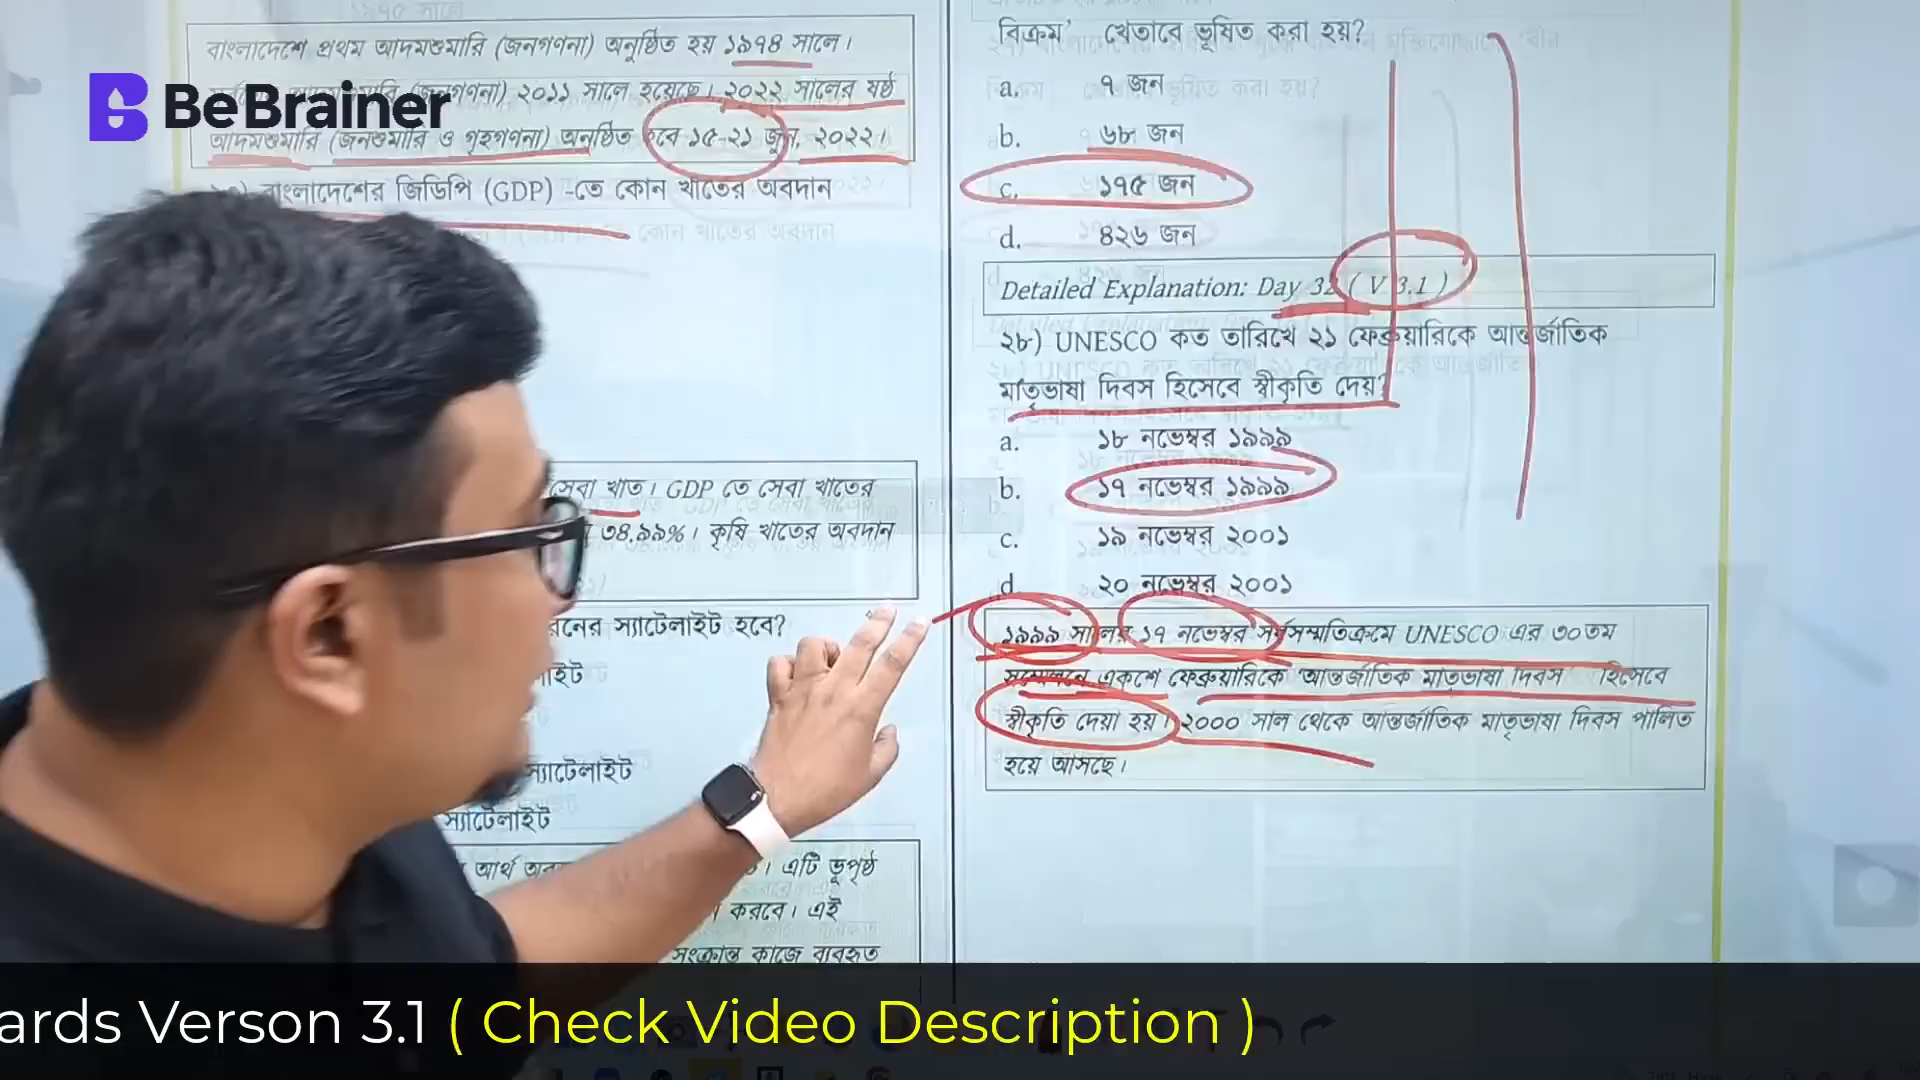 বাংলাদেশে প্রথম আদমশুমারি (জনগণনা) অনুষ্ঠিত হয় ১৯৭৪ সালে।
(জনগণনা) ২০১১ সালে হয়েছে। ২০২২ সালের ষষ্ঠ
BeBrainer
আদমশুমারি (জনশুমারি ও গৃহগণনা) অনুষ্ঠিত হবে ১৫-২১ জুন, ২০২২।
বাংলাদেশের জিডিপি (GDP) -তে কোন খাতের অবদান
সেবা খাত। GDP তে সেবা খাতের
৩৪.৯৯%। কৃষি খাতের অবদান
স্যাটেলাইট হবে?
স্যাটেলাইট
স্যাটেলাইট
আর্থ
। এটি ভূপৃষ্ঠ
করবে। এই
সংক্রান্ত কাজে ব্যবহৃত
বিক্রম' খেতাবে ভূষিত করা হয়?
a. ৭ জন
b. ৬৮ জন
c. ১৭৫ জন
d. ৪২৬ জন
Detailed Explanation: Day 32 ( V 3.1 )
২৮) UNESCO কত তারিখে ২১ ফেব্রুয়ারিকে আন্তর্জাতিক
মাতৃভাষা দিবস হিসেবে স্বীকৃতি দেয়?
a. ১৮ নভেম্বর ১৯৯৯
b. ১৭ নভেম্বর ১৯৯৯
c. ১৯ নভেম্বর ২০০১
d. ২০ নভেম্বর ২০০১
১৯৯৯ সালের ১৭ নভেম্বর সর্বসম্মতিক্রমে UNESCO এর ৩০তম
সম্মেলনে একুশে ফেব্রুয়ারিকে 'আন্তর্জাতিক মাতৃভাষা দিবস' হিসেবে
স্বীকৃতি দেয়া হয়। ২০০০ সাল থেকে আন্তর্জাতিক মাতৃভাষা দিবস পালিত
হয়ে আসছে।
ards Verson 3.1 ( Check Video Description )